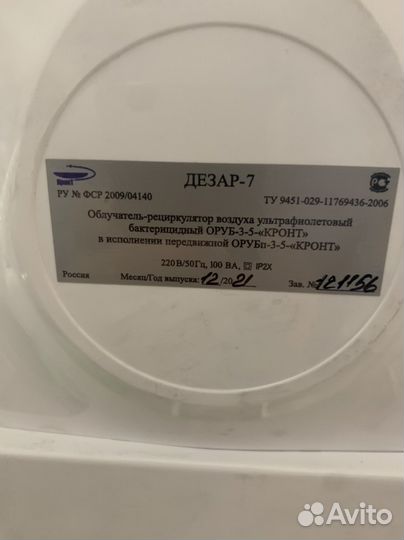 Кронт
ДЕЗАР-7
РУ № ФСР 2009/04140
ТУ 9451-029-11769436-2006
Облучатель-рециркулятор воздуха ультрафиолетовый
бактерицидный ОРУБ-3-5-«КРОНТ»
в исполнении передвижной ОРУБп-3-5-«КРОНТ»
220 В/50Гц, 100 ВА, IP2X
Россия Месяц/Год выпуска: 12/2021 Зав. №121156
Avito